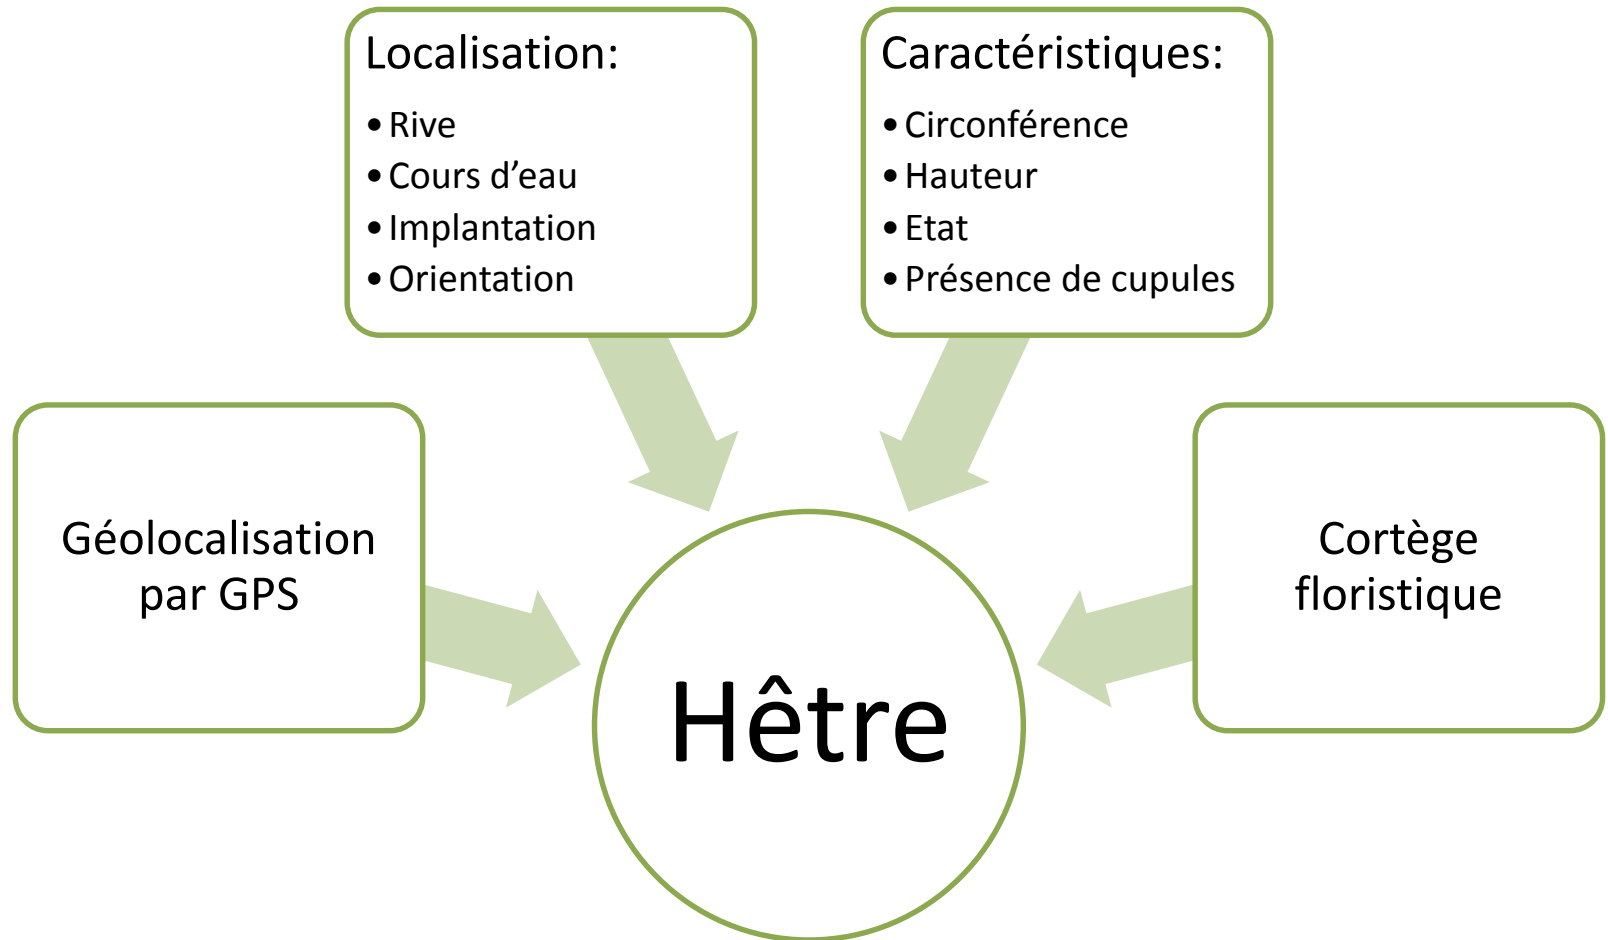 Localisation:
• Rive
• Cours d’eau
• Implantation
• Orientation
Caractéristiques:
• Circonférence
• Hauteur
• Etat
• Présence de cupules
Géolocalisation
par GPS
Cortège
floristique
Hêtre